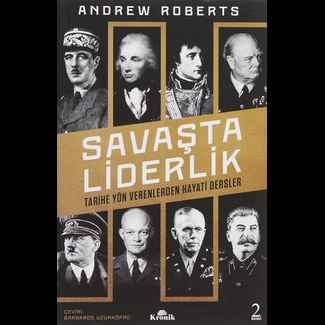 ANDREW ROBERTS
SAVAŞTA
LİDERLİK
TARİHE YÖN VERENLERDEN HAYATİ DERSLER
ÇEVİRİ:
BARBAROS UZUNKÖPRÜ
Kronik
2